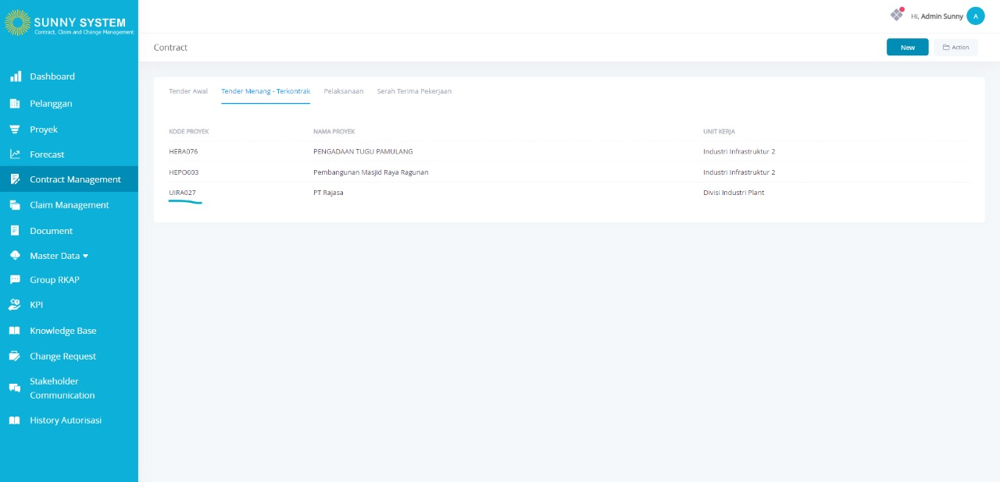 SUNNY SYSTEM
Contract, Claim and Change Management
Hi, Admin Sunny A
Contract
New
Action
Dashboard
Pelanggan
Proyek
Forecast
Contract Management
Claim Management
Document
Master Data
Group RKAP
KPI
Knowledge Base
Change Request
Stakeholder
Communication
History Autorisasi
Tender Awal Tender Menang - Terkontrak Pelaksanaan Serah Terima Pekerjaan
KODE PROYEK NAMA PROYEK UNIT KERJA
HERA076 PENGADAAN TUGU PAMULANG Industri Infrastruktur 2
HEPO003 Pembangunan Masjid Raya Ragunan Industri Infrastruktur 2
UIRA027 PT Rajasa Divisi Industri Plant